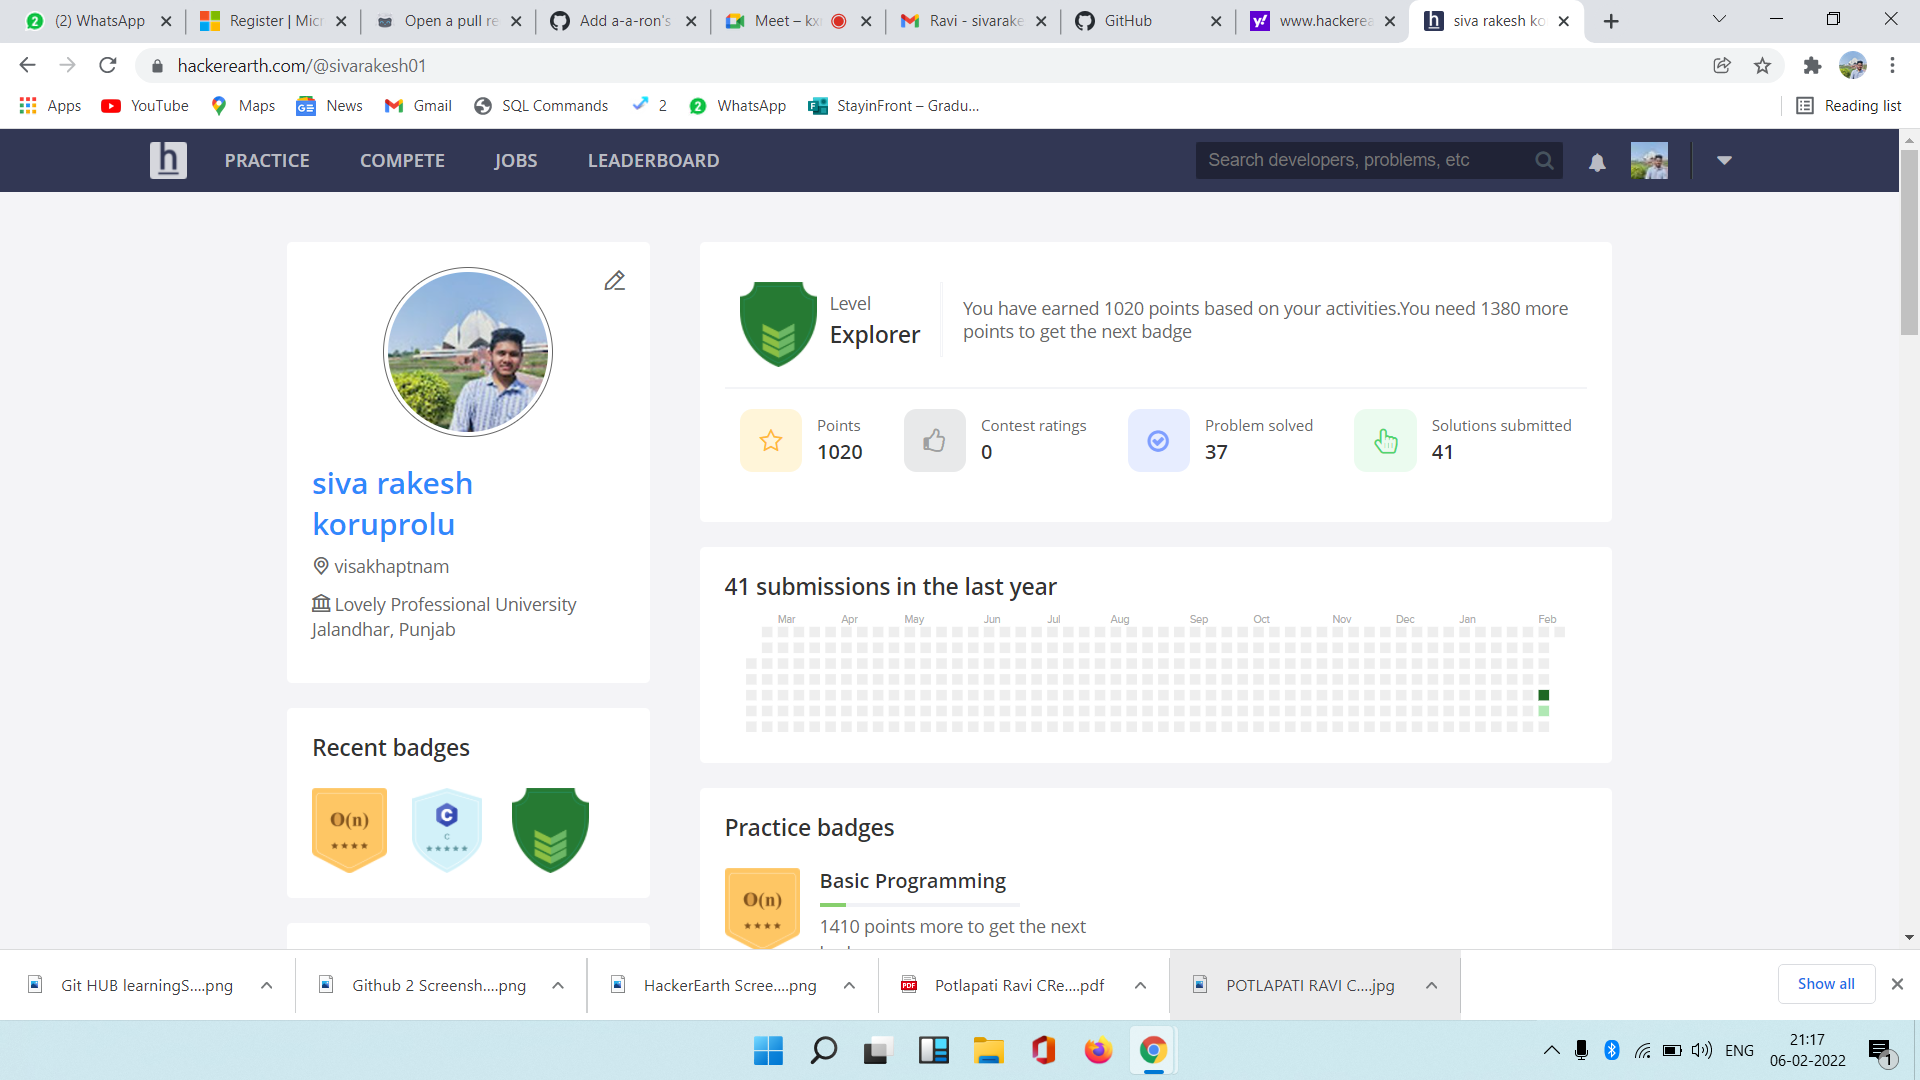 (2) WhatsApp
Register | Micr
Open a pull re
Add a-a-ron's
Meet – kxr
Ravi - sivarake
GitHub
www.hackerea
siva rakesh ko
hackerearth.com/@sivarakesh01
Apps
YouTube
Maps
News
Gmail
SQL Commands
2
WhatsApp
StayinFront – Gradu...
Reading list
h
PRACTICE
COMPETE
JOBS
LEADERBOARD
Search developers, problems, etc
Level
Explorer
You have earned 1020 points based on your activities.You need 1380 more
points to get the next badge
Points
1020
Contest ratings
0
Problem solved
37
Solutions submitted
41
siva rakesh
koruprolu
visakhaptnam
Lovely Professional University
Jalandhar, Punjab
41 submissions in the last year
Mar Apr May Jun Jul Aug Sep Oct Nov Dec Jan Feb
Recent badges
O(n)
C
C
Practice badges
O(n)
Basic Programming
1410 points more to get the next
Git HUB learningS....png
Github 2 Screensh....png
HackerEarth Scree....png
PDF
Potlapati Ravi CRe....pdf
POTLAPATI RAVI C....jpg
Show all
ENG
21:17
06-02-2022
1